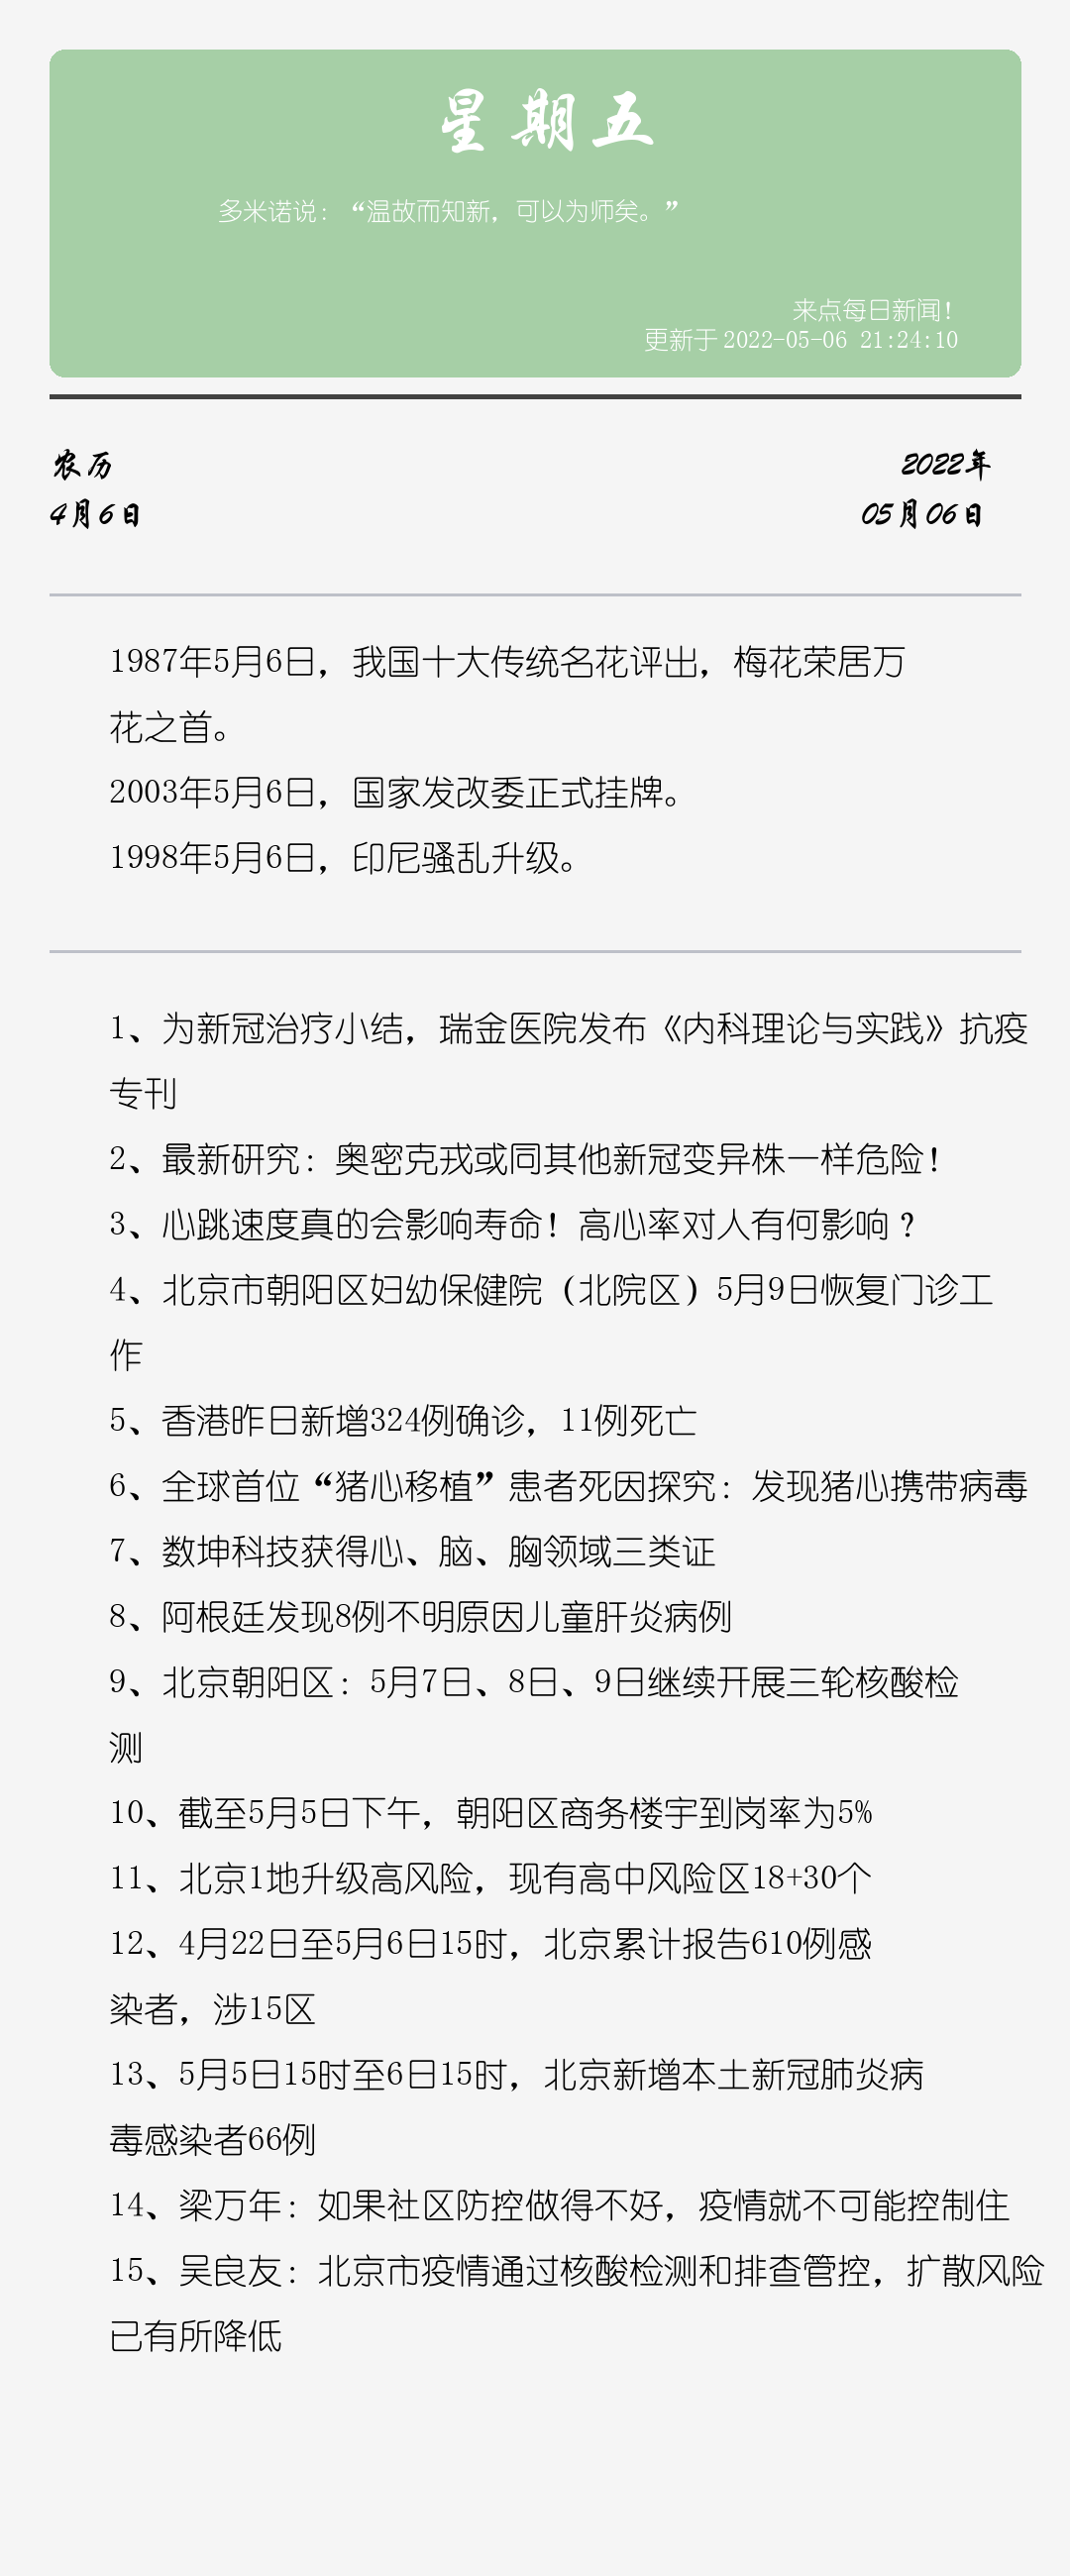 星期五
多米诺说：“温故而知新，可以为师矣。”
来点每日新闻！
更新于 2022-05-06 21:24:10
农历
4月6日
2022年
05月06日
1987年5月6日，我国十大传统名花评出，梅花荣居万
花之首。
2003年5月6日，国家发改委正式挂牌。
1998年5月6日，印尼骚乱升级。
1、为新冠治疗小结，瑞金医院发布《内科理论与实践》抗疫
专刊
2、最新研究：奥密克戎或同其他新冠变异株一样危险！
3、心跳速度真的会影响寿命！高心率对人有何影响？
4、北京市朝阳区妇幼保健院（北院区）5月9日恢复门诊工
作
5、香港昨日新增324例确诊，11例死亡
6、全球首位“猪心移植”患者死因探究：发现猪心携带病毒
7、数坤科技获得心、脑、胸领域三类证
8、阿根廷发现8例不明原因儿童肝炎病例
9、北京朝阳区：5月7日、8日、9日继续开展三轮核酸检
测
10、截至5月5日下午，朝阳区商务楼宇到岗率为5%
11、北京1地升级高风险，现有高中风险区18+30个
12、4月22日至5月6日15时，北京累计报告610例感
染者，涉15区
13、5月5日15时至6日15时，北京新增本土新冠肺炎病
毒感染者66例
14、梁万年：如果社区防控做得不好，疫情就不可能控制住
15、吴良友：北京市疫情通过核酸检测和排查管控，扩散风险
已有所降低